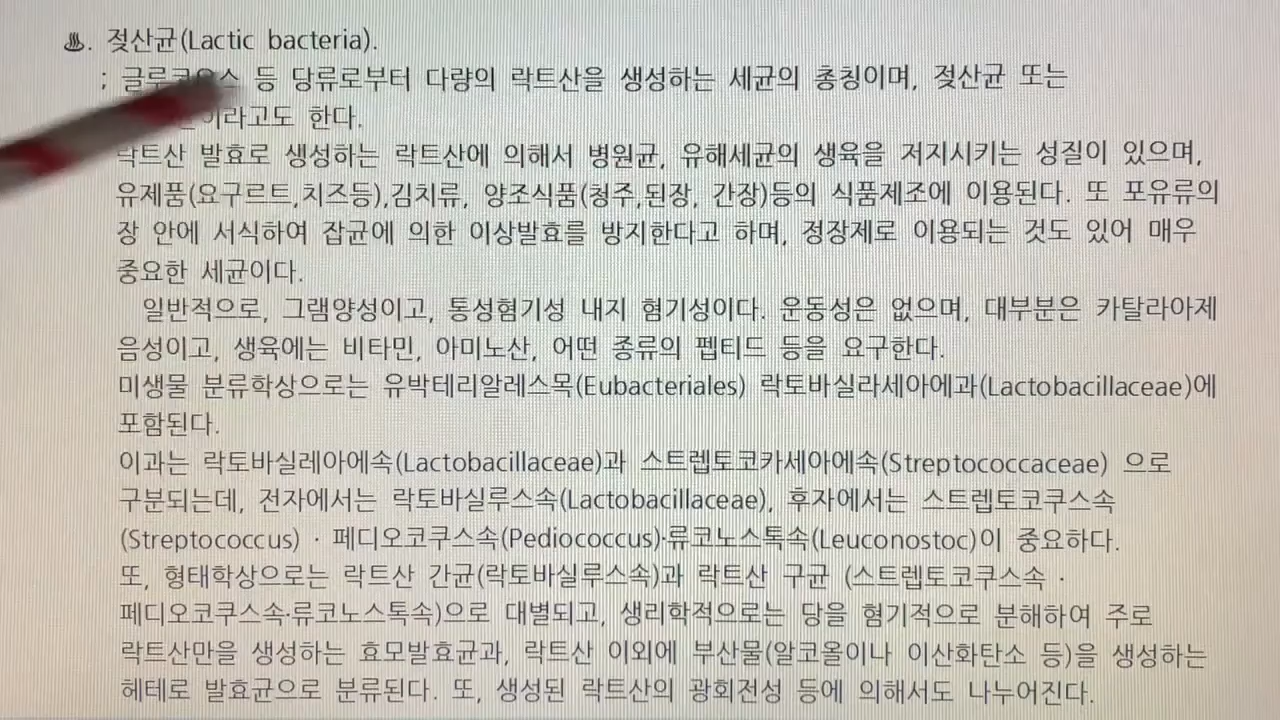 ♨. 젖산균(Lactic bacteria).
; 글루코오스 등 당류로부터 다량의 락트산을 생성하는 세균의 총칭이며, 젖산균 또는
이라고도 한다.
락트산 발효로 생성하는 락트산에 의해서 병원균, 유해세균의 생육을 저지시키는 성질이 있으며,
유제품(요구르트,치즈등),김치류, 양조식품(청주,된장, 간장)등의 식품제조에 이용된다. 또 포유류의
장 안에 서식하여 잡균에 의한 이상발효를 방지한다고 하며, 정장제로 이용되는 것도 있어 매우
중요한 세균이다.
일반적으로, 그램양성이고, 통성혐기성 내지 혐기성이다. 운동성은 없으며, 대부분은 카탈라아제
음성이고, 생육에는 비타민, 아미노산, 어떤 종류의 펩티드 등을 요구한다.
미생물 분류학상으로는 유박테리알레스목(Eubacteriales) 락토바실라세아에과(Lactobacillaceae)에
포함된다.
이과는 락토바실레아에속(Lactobacillaceae)과 스트렙토코카세아에속(Streptococcaceae) 으로
구분되는데, 전자에서는 락토바실루스속(Lactobacillaceae), 후자에서는 스트렙토코쿠스속
(Streptococcus) · 페디오코쿠스속(Pediococcus)·류코노스톡속(Leuconostoc)이 중요하다.
또, 형태학상으로는 락트산 간균(락토바실루스속)과 락트산 구균 (스트렙토코쿠스속 ·
페디오코쿠스속·류코노스톡속)으로 대별되고, 생리학적으로는 당을 혐기적으로 분해하여 주로
락트산만을 생성하는 효모발효균과, 락트산 이외에 부산물(알코올이나 이산화탄소 등)을 생성하는
헤테로 발효균으로 분류된다. 또, 생성된 락트산의 광회전성 등에 의해서도 나누어진다.